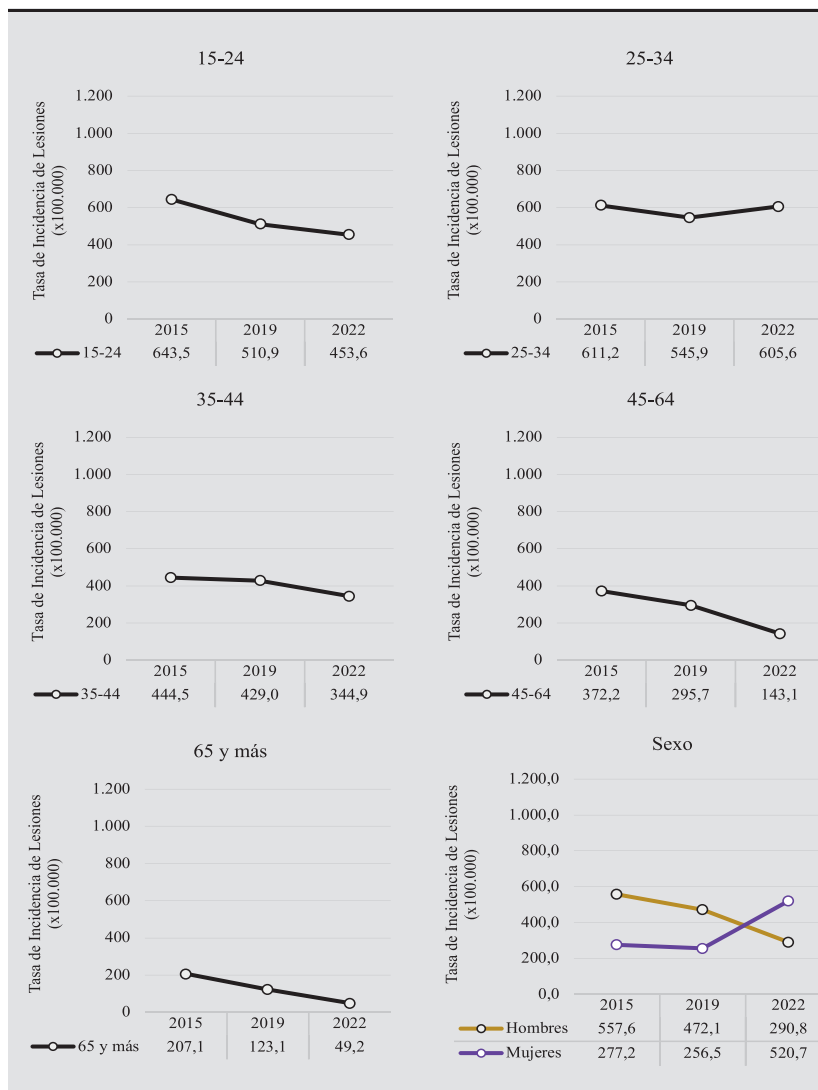 15-24
Tasa de Incidencia de Lesiones
(x100.000)
1.200
1.000
800
600
400
200
0
2015 2019 2022
15-24 643,5 510,9 453,6
25-34
Tasa de Incidencia de Lesiones
(x100.000)
1.200
1.000
800
600
400
200
0
2015 2019 2022
25-34 611,2 545,9 605,6
35-44
Tasa de Incidencia de Lesiones
(x100.000)
1.200
1.000
800
600
400
200
0
2015 2019 2022
35-44 444,5 429,0 344,9
45-64
Tasa de Incidencia de Lesiones
(x100.000)
1.200
1.000
800
600
400
200
0
2015 2019 2022
45-64 372,2 295,7 143,1
65 y más
Tasa de Incidencia de Lesiones
(x100.000)
1.200
1.000
800
600
400
200
0
2015 2019 2022
65 y más 207,1 123,1 49,2
Sexo
Tasa de Incidencia de Lesiones
(x100.000)
1.200,0
1.000,0
800,0
600,0
400,0
200,0
0,0
2015 2019 2022
Hombres 557,6 472,1 290,8
Mujeres 277,2 256,5 520,7